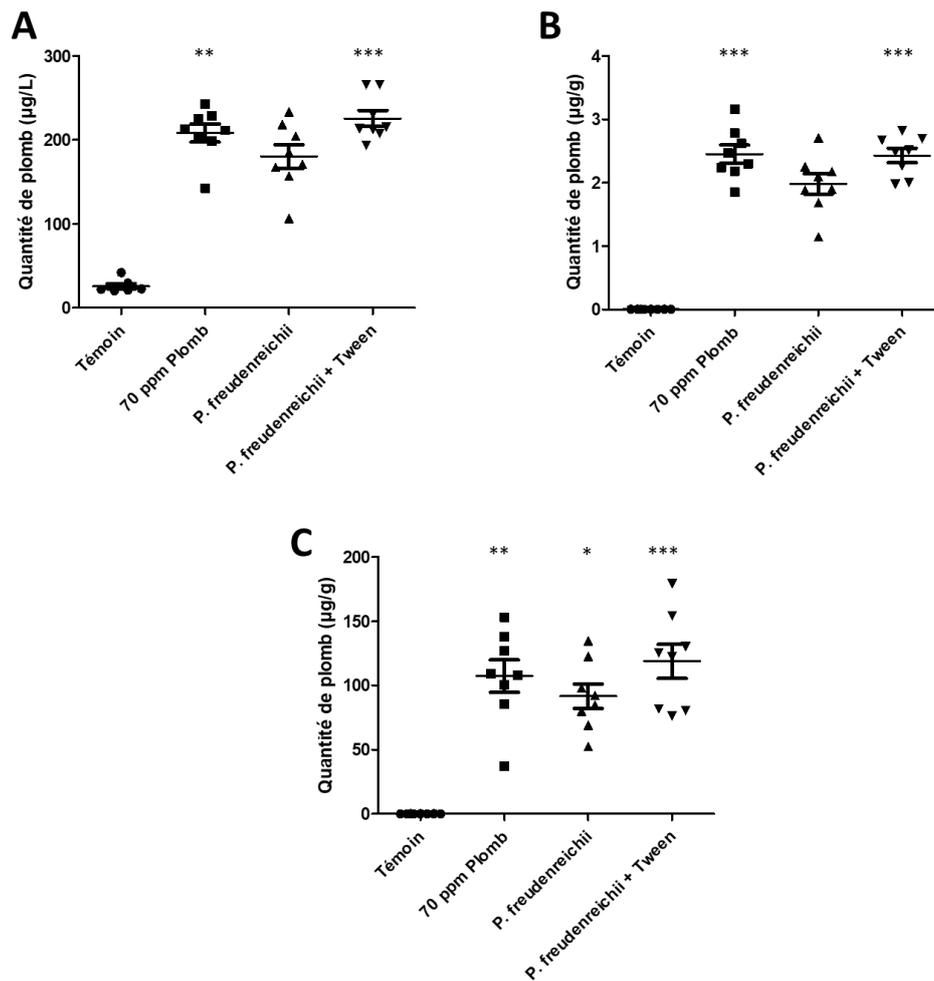 A
Quantité de plomb (µg/L)
300
200
100
0
**
***
Témoin
70 ppm Plomb
P. freudenreichii
P. freudenreichii + Tween
B
Quantité de plomb (µg/g)
4
3
2
1
0
***
***
Témoin
70 ppm Plomb
P. freudenreichii
P. freudenreichii + Tween
C
Quantité de plomb (µg/g)
200
150
100
50
0
**
*
***
Témoin
70 ppm Plomb
P. freudenreichii
P. freudenreichii + Tween